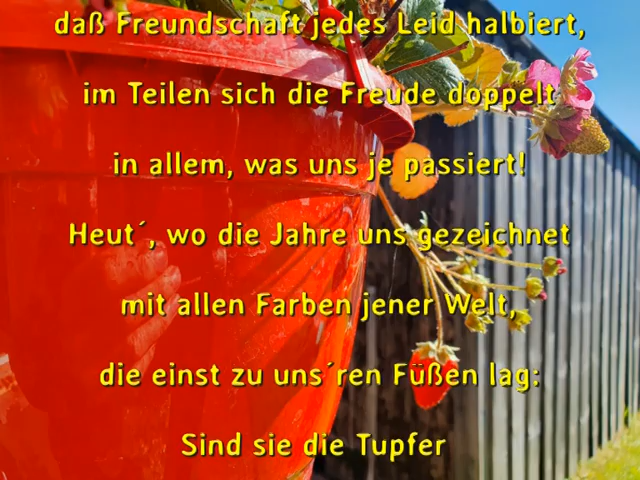 daß Freundschaft jedes Leid halbiert,
im Teilen sich die Freude doppelt
in allem, was uns je passiert!
Heut´, wo die Jahre uns gezeichnet
mit allen Farben jener Welt,
die einst zu uns´ren Füßen lag:
Sind sie die Tupfer